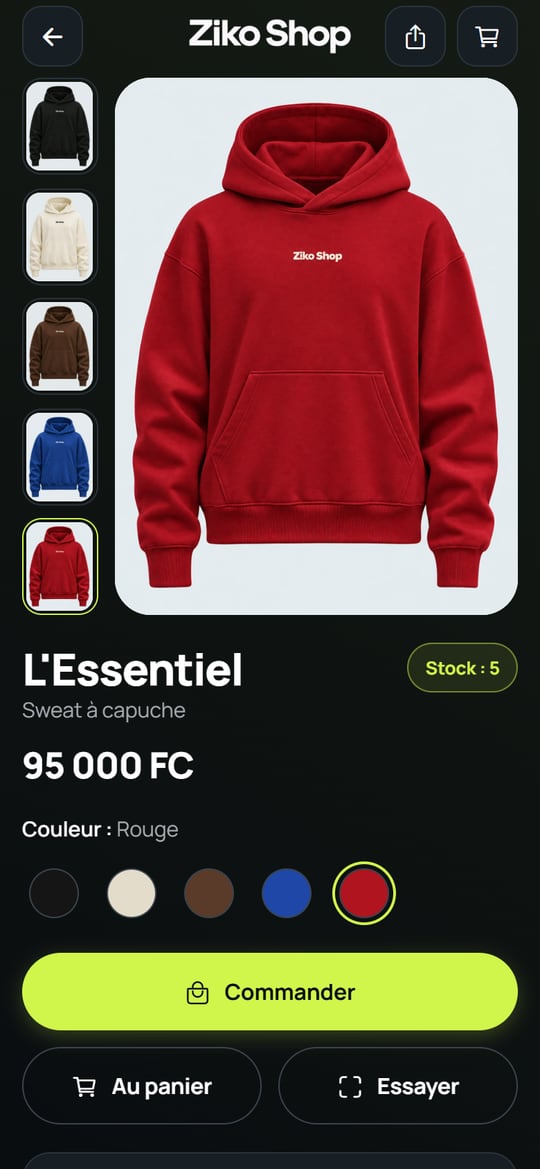 Ziko Shop
Ziko Shop
L'Essentiel
Stock : 5
Sweat à capuche
95 000 FC
Couleur : Rouge
Commander
Au panier
Essayer